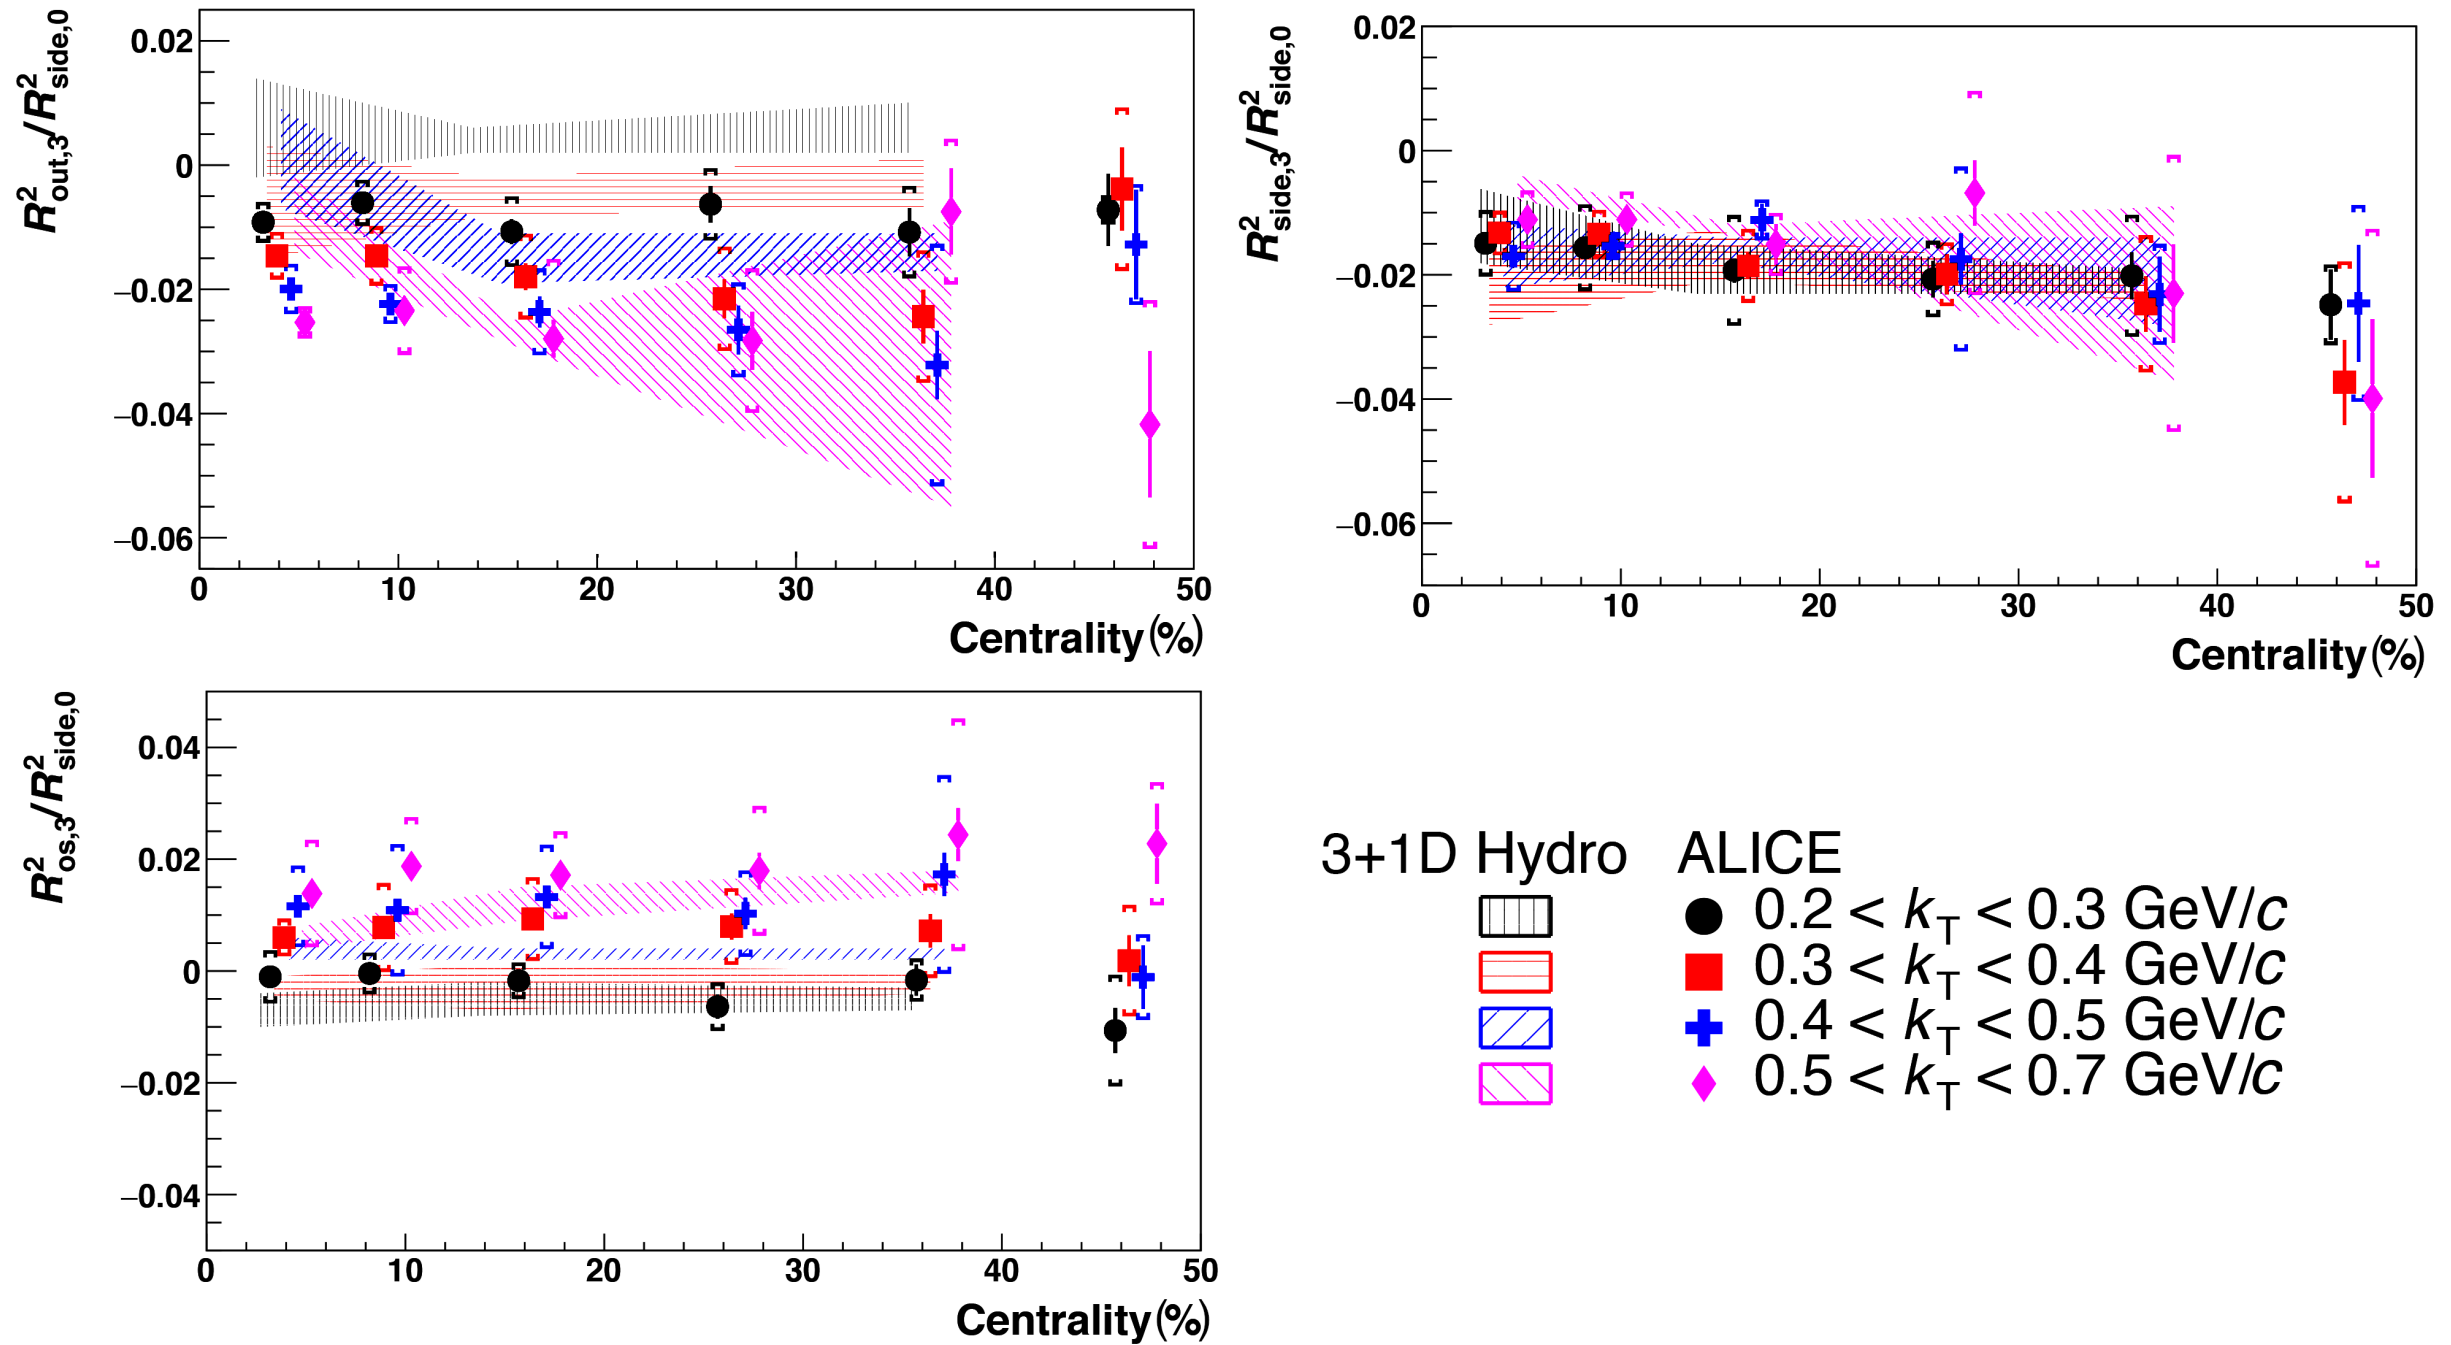 R²out,3/R²side,0
0.02
0
−0.02
−0.04
−0.06
0 10 20 30 40 50
Centrality(%)
R²side,3/R²side,0
0.02
0
−0.02
−0.04
−0.06
0 10 20 30 40 50
Centrality(%)
R²os,3/R²side,0
0.04
0.02
0
−0.02
−0.04
0 10 20 30 40 50
Centrality(%)
3+1D Hydro ALICE
0.2 < kT < 0.3 GeV/c
0.3 < kT < 0.4 GeV/c
0.4 < kT < 0.5 GeV/c
0.5 < kT < 0.7 GeV/c